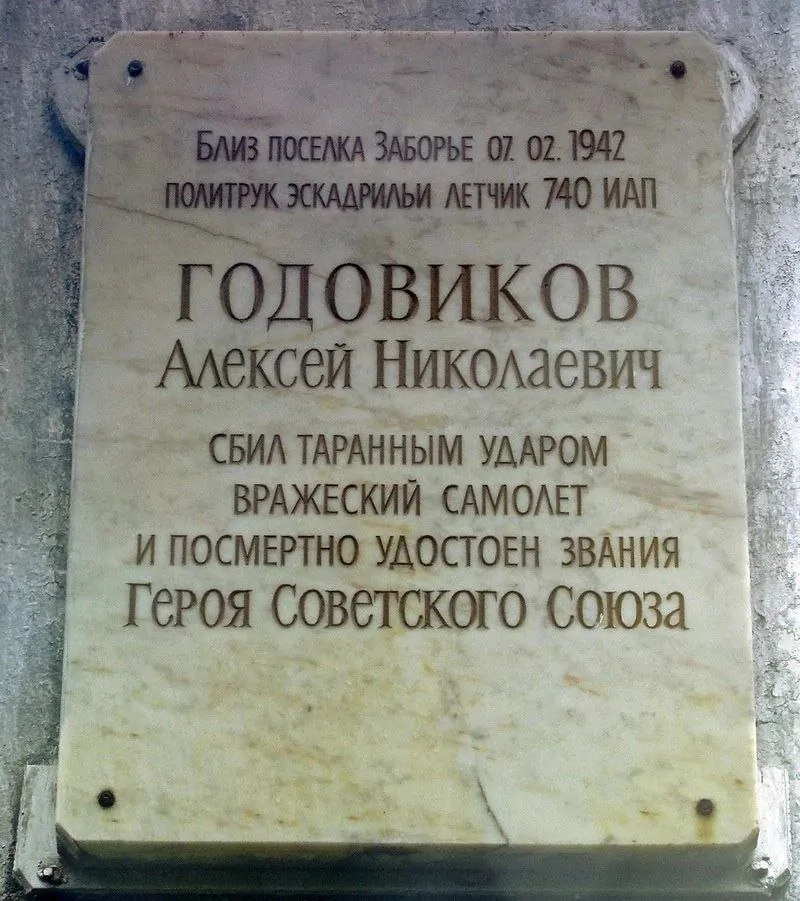 Близ поселка Заборье 07. 02. 1942
политрук эскадрильи летчик 740 ИАП
ГОДОВИКОВ
Алексей Николаевич
сбил таранным ударом
вражеский самолет
и посмертно удостоен звания
Героя Советского Союза